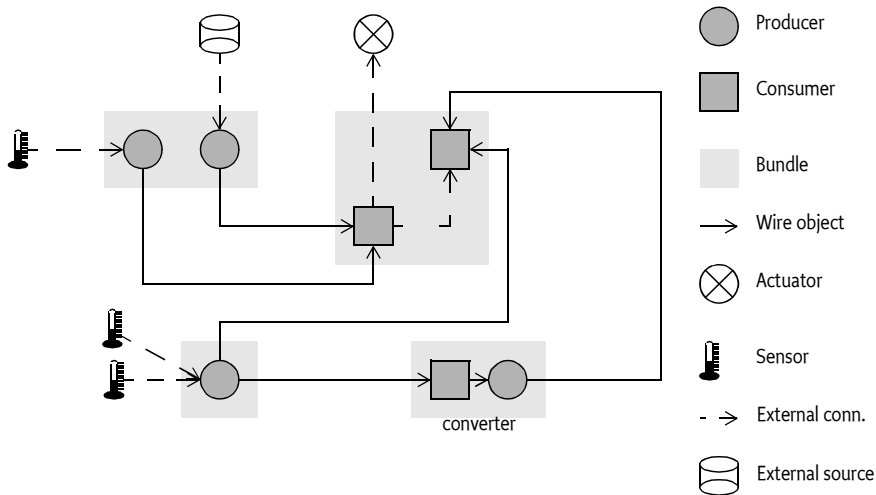 Producer
Consumer
Bundle
Wire object
Actuator
Sensor
External conn.
External source
converter